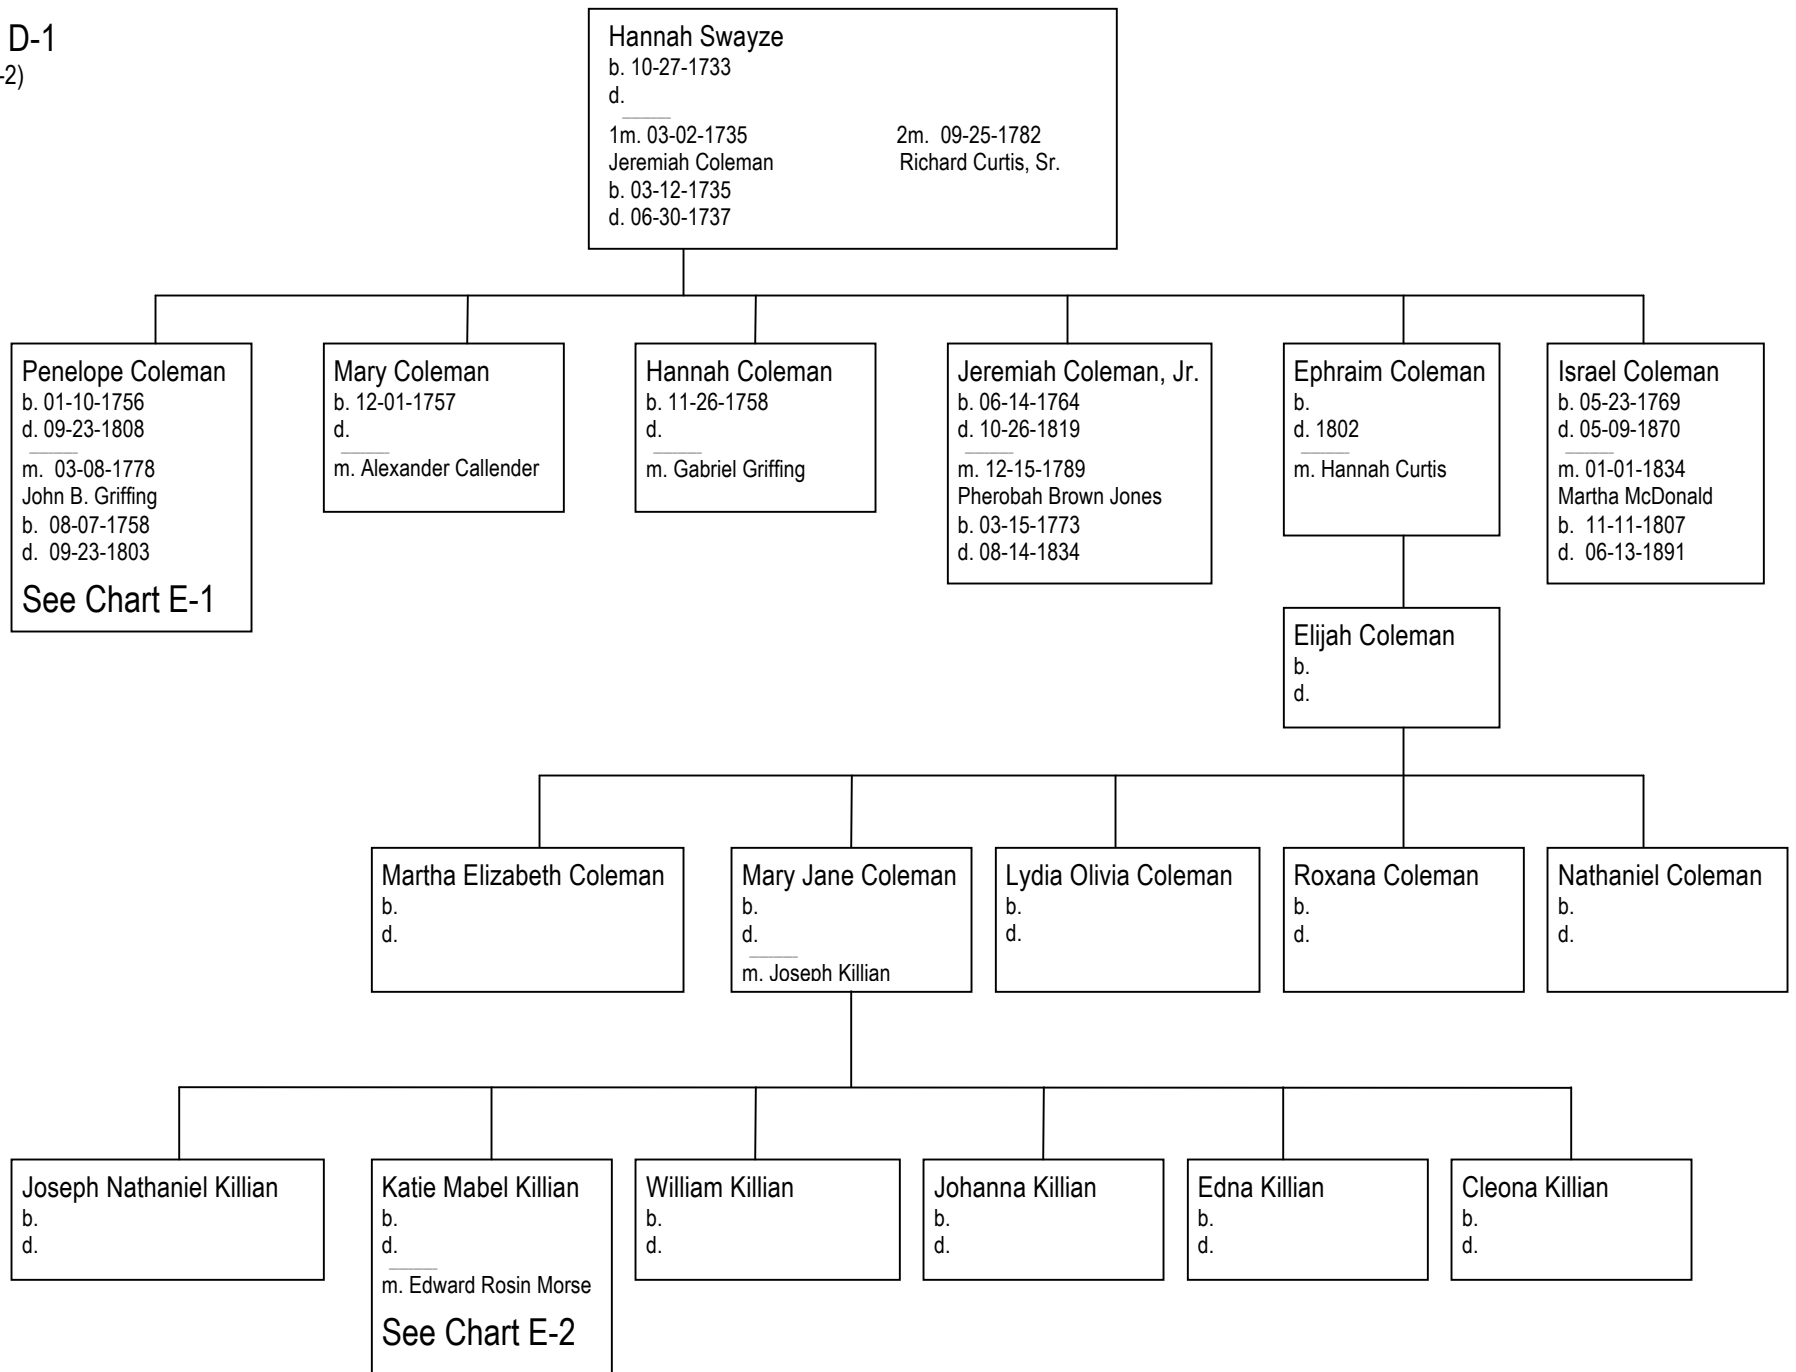 D-1
-2)
Hannah Swayze
b. 10-27-1733
d.
1m. 03-02-1735 2m. 09-25-1782
Jeremiah Coleman Richard Curtis, Sr.
b. 03-12-1735
d. 06-30-1737
Penelope Coleman
b. 01-10-1756
d. 09-23-1808
m. 03-08-1778
John B. Griffing
b. 08-07-1758
d. 09-23-1803
See Chart E-1
Mary Coleman
b. 12-01-1757
d.
m. Alexander Callender
Hannah Coleman
b. 11-26-1758
d.
m. Gabriel Griffing
Jeremiah Coleman, Jr.
b. 06-14-1764
d. 10-26-1819
m. 12-15-1789
Pherobah Brown Jones
b. 03-15-1773
d. 08-14-1834
Ephraim Coleman
b.
d. 1802
m. Hannah Curtis
Israel Coleman
b. 05-23-1769
d. 05-09-1870
m. 01-01-1834
Martha McDonald
b. 11-11-1807
d. 06-13-1891
Elijah Coleman
b.
d.
Martha Elizabeth Coleman
b.
d.
Mary Jane Coleman
b.
d.
m. Joseph Killian
Lydia Olivia Coleman
b.
d.
Roxana Coleman
b.
d.
Nathaniel Coleman
b.
d.
Joseph Nathaniel Killian
b.
d.
Katie Mabel Killian
b.
d.
m. Edward Rosin Morse
See Chart E-2
William Killian
b.
d.
Johanna Killian
b.
d.
Edna Killian
b.
d.
Cleona Killian
b.
d.